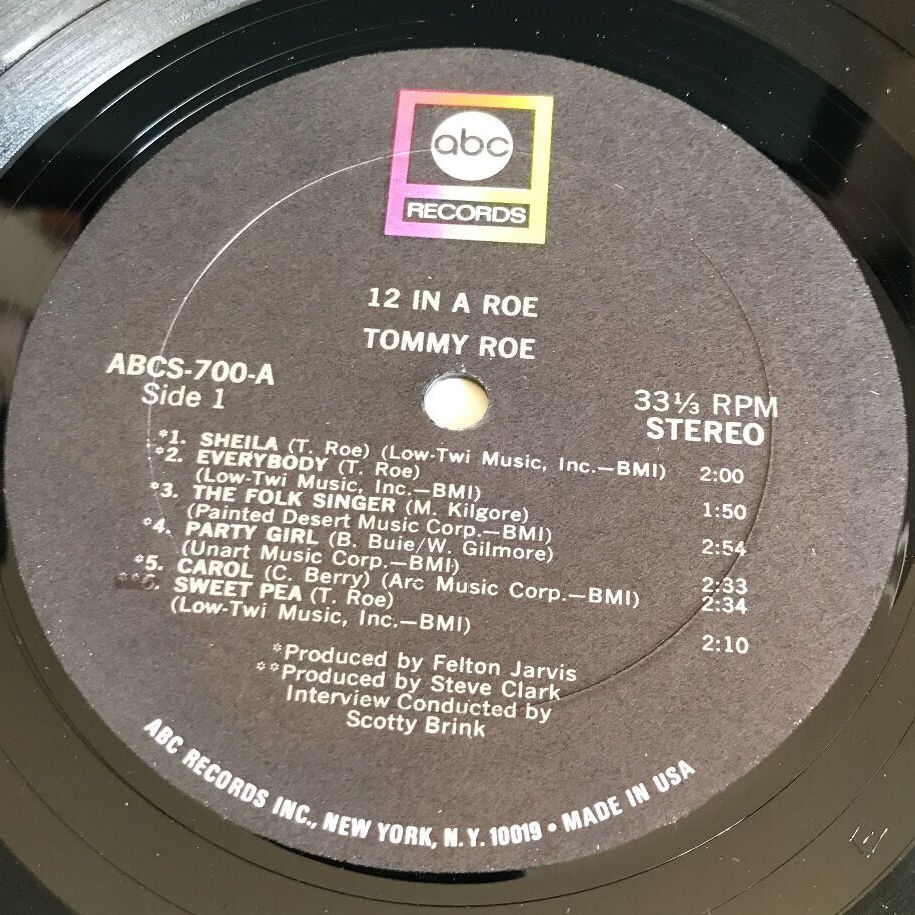 abc
RECORDS
12 IN A ROE
TOMMY ROE
ABCS-700-A
Side 1
33⅓ RPM
STEREO
*1. SHEILA (T. Roe) (Low-Twi Music, Inc.—BMI) 2:00
*2. EVERYBODY (T. Roe)
(Low-Twi Music, Inc.—BMI) 1:50
*3. THE FOLK SINGER (M. Kilgore)
(Painted Desert Music Corp.—BMI) 2:54
*4. PARTY GIRL (B. Buie/W. Gilmore)
(Unart Music Corp.—BMI) 2:33
*5. CAROL (C. Berry) (Arc Music Corp.—BMI) 2:34
**6. SWEET PEA (T. Roe)
(Low-Twi Music, Inc.—BMI) 2:10
*Produced by Felton Jarvis
**Produced by Steve Clark
Interview Conducted by
Scotty Brink
ABC RECORDS INC., NEW YORK, N.Y. 10019 • MADE IN USA